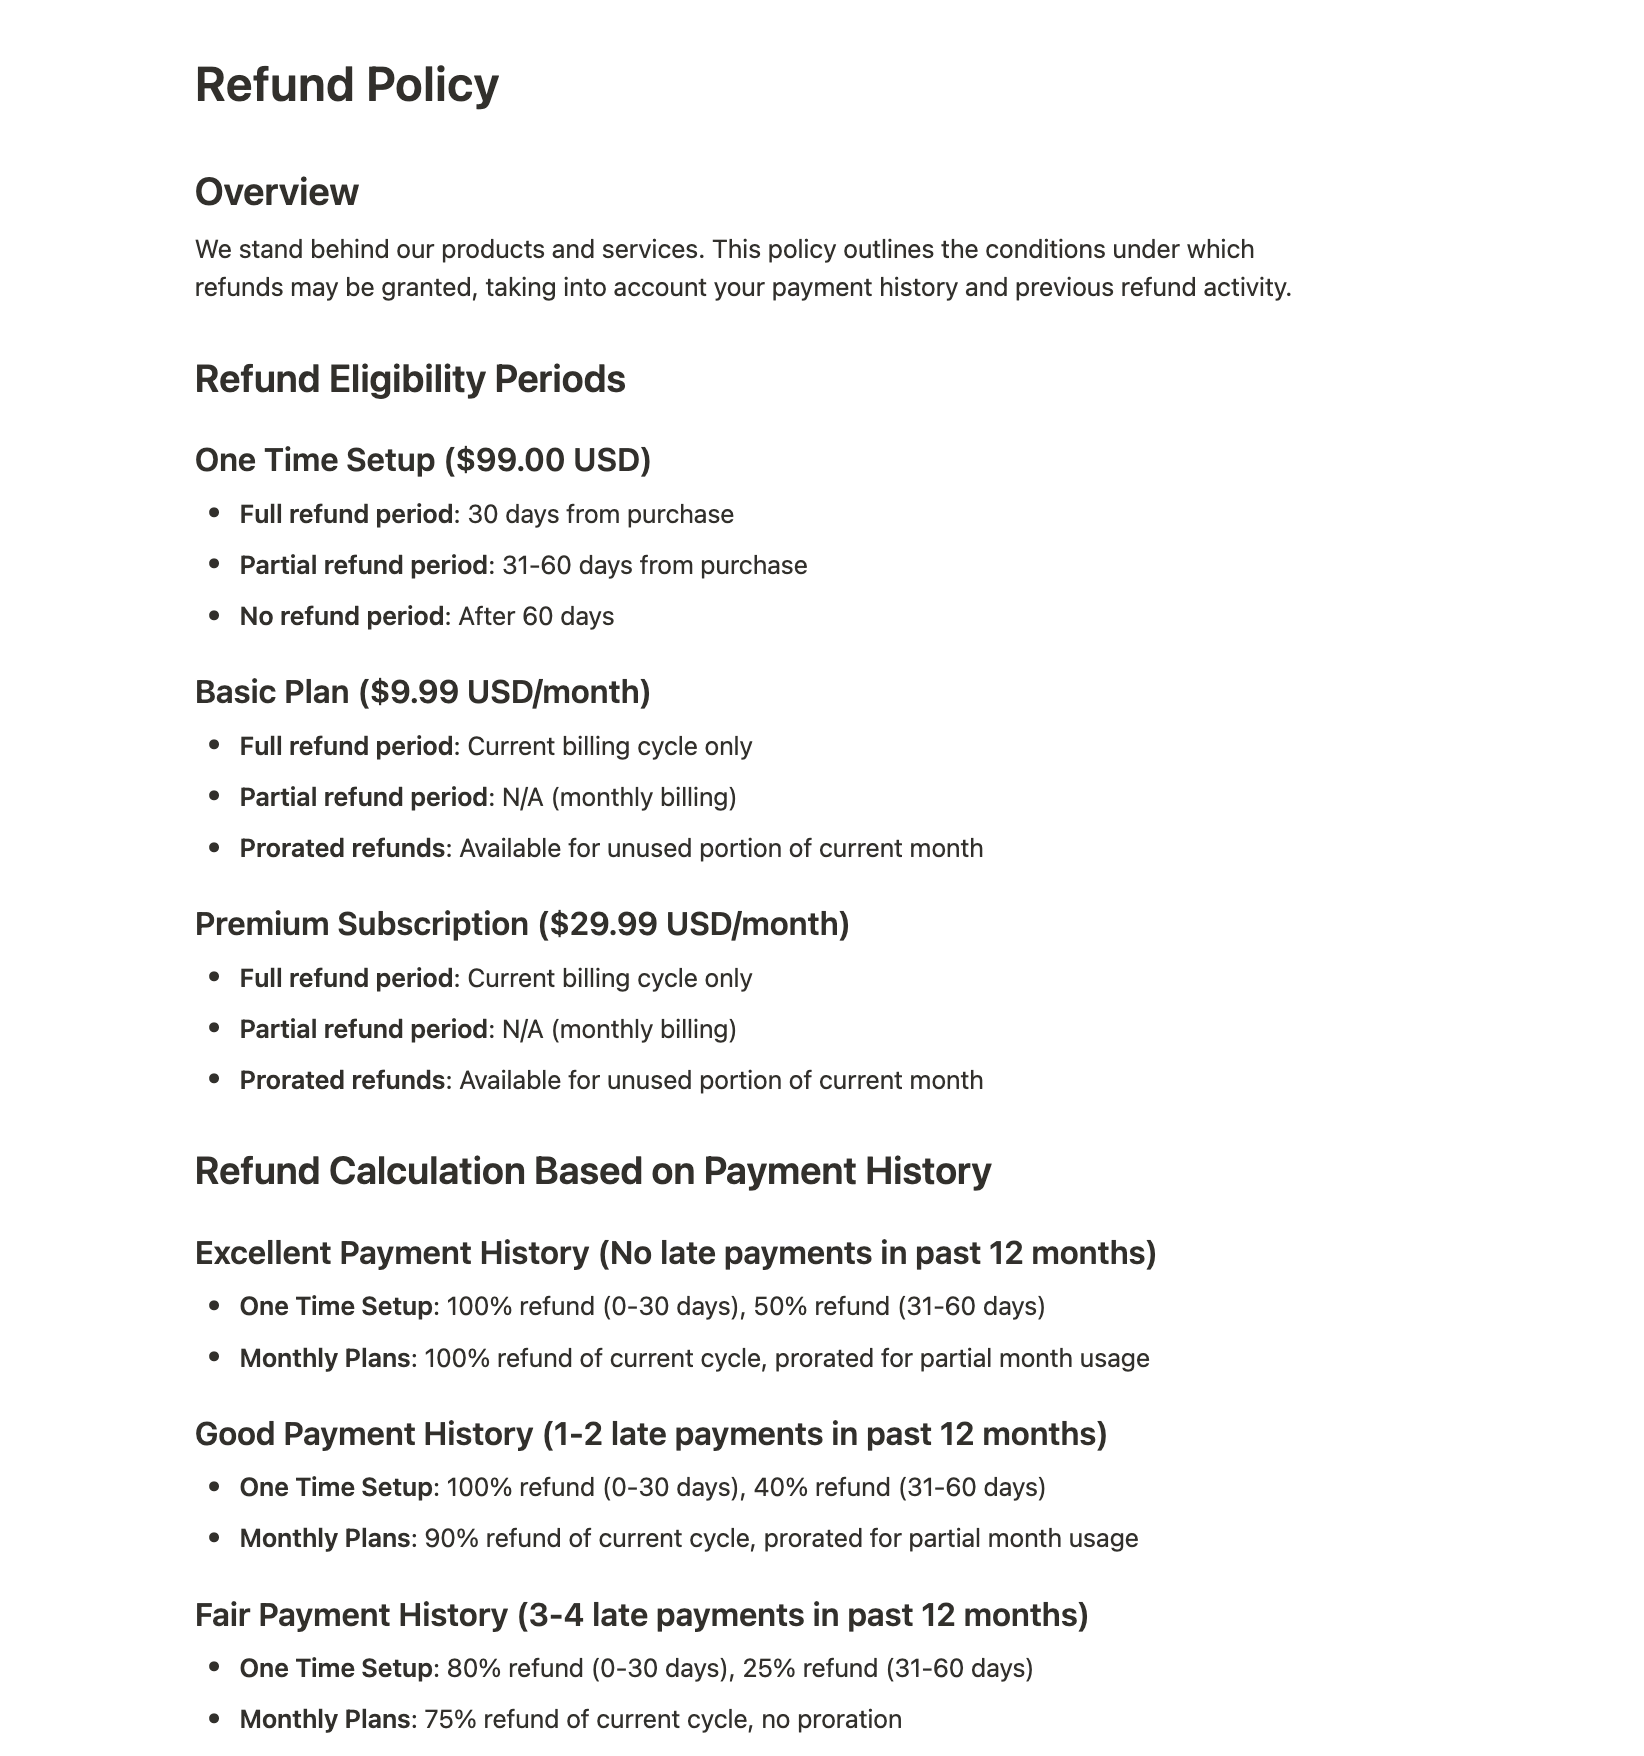 Refund Policy
Overview
We stand behind our products and services. This policy outlines the conditions under which
refunds may be granted, taking into account your payment history and previous refund activity.
Refund Eligibility Periods
One Time Setup ($99.00 USD)
• Full refund period: 30 days from purchase
• Partial refund period: 31-60 days from purchase
• No refund period: After 60 days
Basic Plan ($9.99 USD/month)
• Full refund period: Current billing cycle only
• Partial refund period: N/A (monthly billing)
• Prorated refunds: Available for unused portion of current month
Premium Subscription ($29.99 USD/month)
• Full refund period: Current billing cycle only
• Partial refund period: N/A (monthly billing)
• Prorated refunds: Available for unused portion of current month
Refund Calculation Based on Payment History
Excellent Payment History (No late payments in past 12 months)
• One Time Setup: 100% refund (0-30 days), 50% refund (31-60 days)
• Monthly Plans: 100% refund of current cycle, prorated for partial month usage
Good Payment History (1-2 late payments in past 12 months)
• One Time Setup: 100% refund (0-30 days), 40% refund (31-60 days)
• Monthly Plans: 90% refund of current cycle, prorated for partial month usage
Fair Payment History (3-4 late payments in past 12 months)
• One Time Setup: 80% refund (0-30 days), 25% refund (31-60 days)
• Monthly Plans: 75% refund of current cycle, no proration